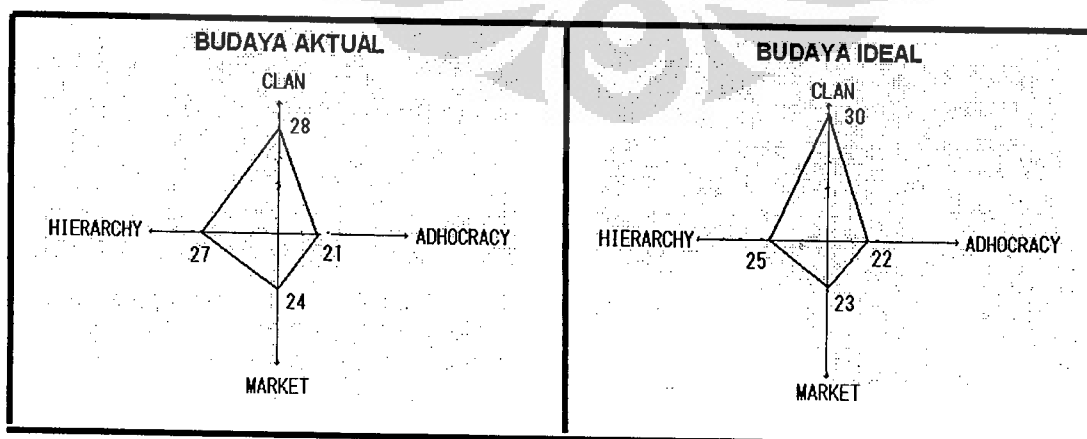 BUDAYA AKTUAL
CLAN
28
HIERARCHY
ADHOCRACY
27
21
24
MARKET
BUDAYA IDEAL
CLAN
30
HIERARCHY
ADHOCRACY
25
22
23
MARKET